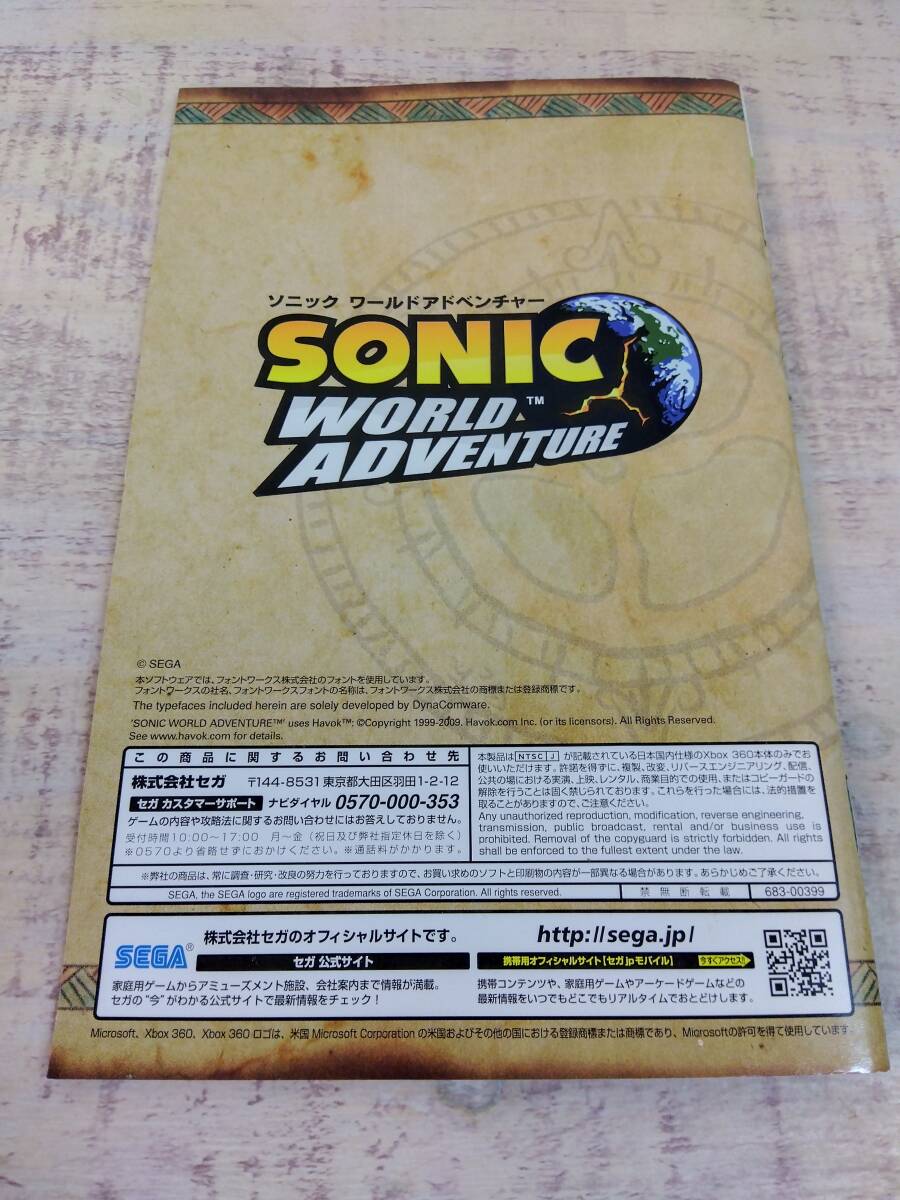 ソニック ワールドアドベンチャー
SONIC
WORLD™
ADVENTURE
© SEGA
本ソフトウェアでは、フォントワークス株式会社のフォントを使用しています。
フォントワークスの社名、フォントワークスフォントの名称は、フォントワークス株式会社の商標または登録商標です。
The typefaces included herein are solely developed by DynaComware.
'SONIC WORLD ADVENTURE™' uses Havok™: ©Copyright 1999-2009. Havok.com Inc. (or its licensors). All Rights Reserved.
See www.havok.com for details.
この商品に関するお問い合わせ先
株式会社セガ 〒144-8531 東京都大田区羽田1-2-12
セガ カスタマーサポート ナビダイヤル 0570-000-353
ゲームの内容や攻略法に関するお問い合わせにはお答えしておりません。
受付時間10:00~17:00 月~金(祝日及び弊社指定休日を除く)
※0570より省略せずにおかけください。※通話料がかかります。
本製品は NTSC J が記載されている日本国内仕様のXbox 360本体のみでお
使いいただけます。許諾を得ずに、複製、改変、リバースエンジニアリング、配信、
公共の場における実演、上映、レンタル、商業目的での使用、またはコピーガードの
解除を行うことは固く禁じられております。これらを行った場合には、法的措置を
取ることがありますので、ご注意ください。
Any unauthorized reproduction, modification, reverse engineering,
transmission, public broadcast, rental and/or business use is
prohibited. Removal of the copyguard is strictly forbidden. All rights
shall be enforced to the fullest extent under the law.
※弊社の商品は、常に調査・研究・改良の努力を行っておりますので、お買い求めのソフトと印刷物の内容が一部異なる場合があります。あらかじめご了承ください。
SEGA, the SEGA logo are registered trademarks of SEGA Corporation. All rights reserved.
禁無断転載
683-00399
SEGA®
株式会社セガのオフィシャルサイトです。
セガ 公式サイト
家庭用ゲームからアミューズメント施設、会社案内まで情報が満載。
セガの"今"がわかる公式サイトで最新情報をチェック!
http://sega.jp/
携帯用オフィシャルサイト【セガjpモバイル】 今すぐアクセス!!
携帯コンテンツや、家庭用ゲームやアーケードゲームなどの
最新情報をいつでもどこでもリアルタイムでおとどけします。
Microsoft、Xbox 360、Xbox 360 ロゴは、米国 Microsoft Corporation の米国およびその他の国における登録商標または商標であり、Microsoftの許可を得て使用しています。